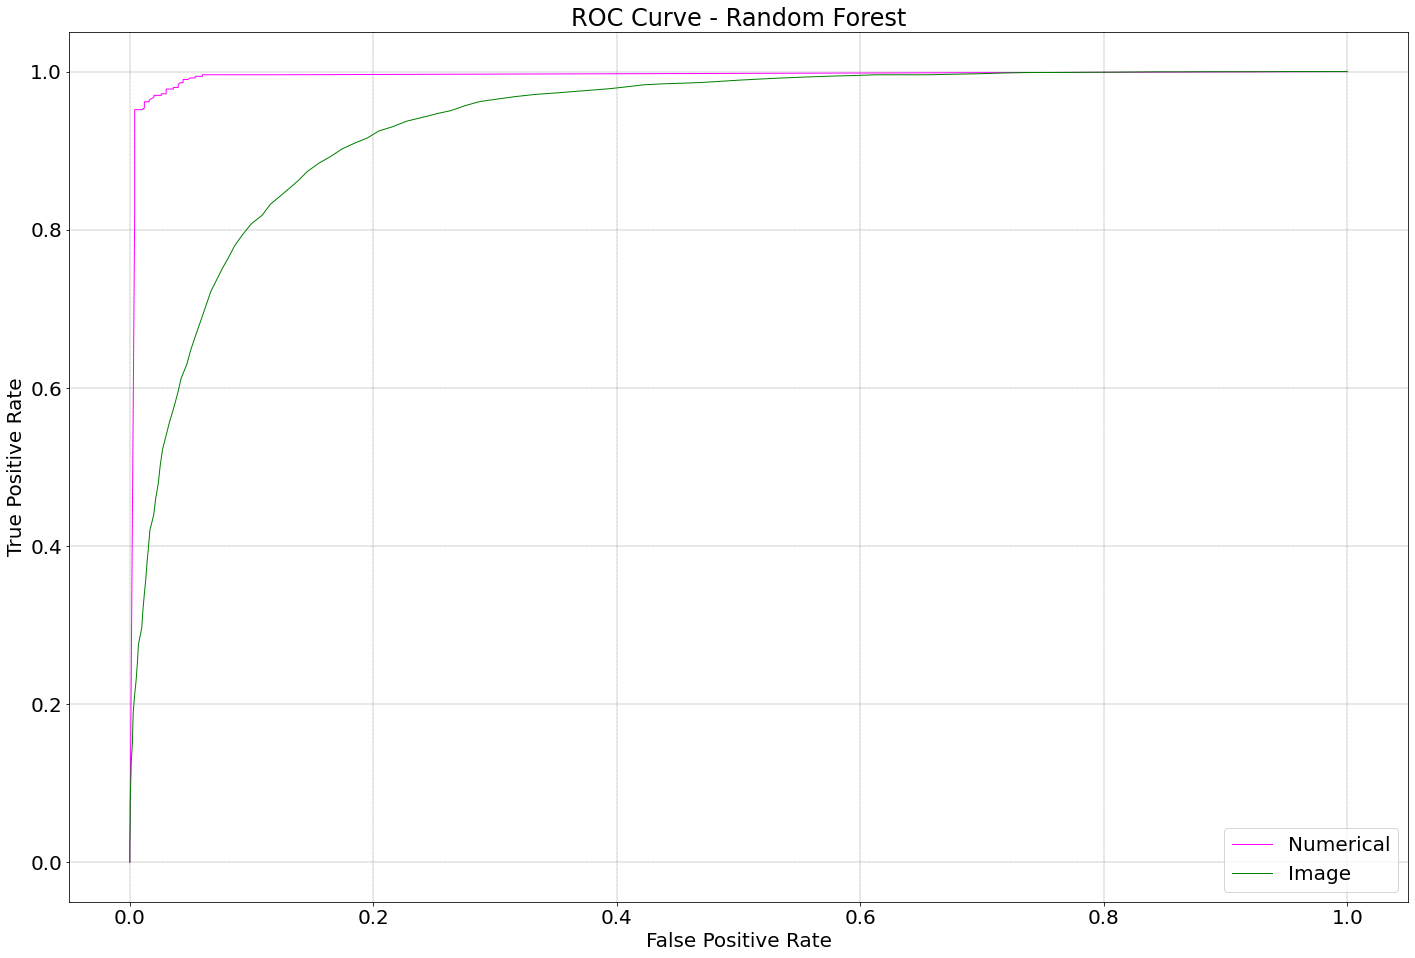 ROC Curve - Random Forest
1.0
0.8
0.6
0.4
0.2
0.0
True Positive Rate
0.0 0.2 0.4 0.6 0.8 1.0
False Positive Rate
Numerical
Image